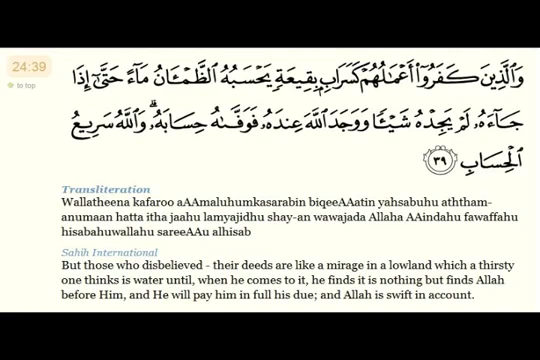 24:39
to top
وَالَّذِينَ كَفَرُوٓا۟ أَعْمَٰلُهُمْ كَسَرَابٍۭ بِقِيعَةٍ يَحْسَبُهُ ٱلظَّمْـَٔانُ مَآءً حَتَّىٰٓ إِذَا
جَآءَهُۥ لَمْ يَجِدْهُ شَيْـًٔا وَوَجَدَ ٱللَّهَ عِندَهُۥ فَوَفَّىٰهُ حِسَابَهُۥ ۗ وَٱللَّهُ سَرِيعُ
ٱلْحِسَابِ ٣٩
Transliteration
Wallatheena kafaroo aAAmaluhumkasarabin biqeeAAatin yahsabuhu aththam-
anumaan hatta itha jaahu lamyajidhu shay-an wawajada Allaha AAindahu fawaffahu
hisabahuwallahu sareeAAu alhisab
Sahih International
But those who disbelieved - their deeds are like a mirage in a lowland which a thirsty
one thinks is water until, when he comes to it, he finds it is nothing but finds Allah
before Him, and He will pay him in full his due; and Allah is swift in account.